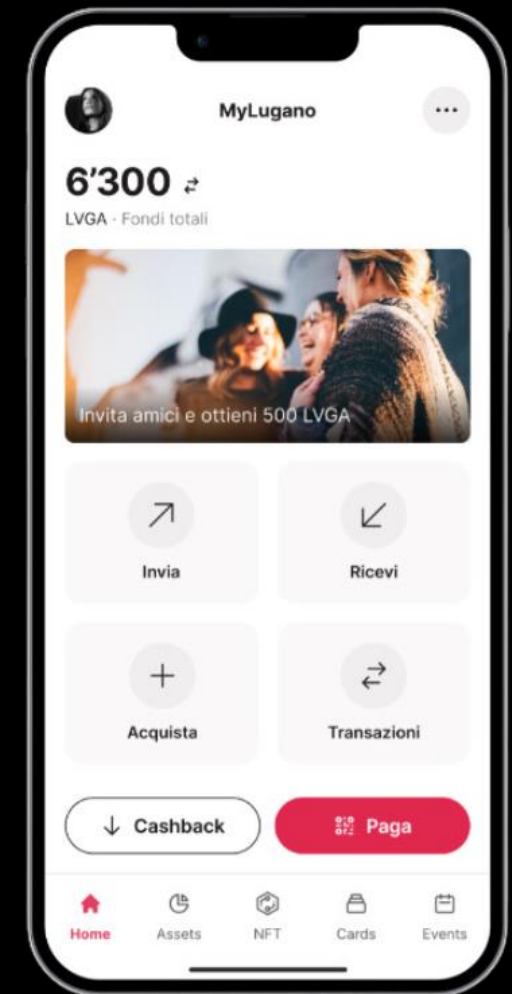 MyLugano
6’300
LVGA · Fondi totali
Invita amici e ottieni 500 LVGA
Invia
Ricevi
Acquista
Transazioni
Cashback
Paga
Home
Assets
NFT
Cards
Events